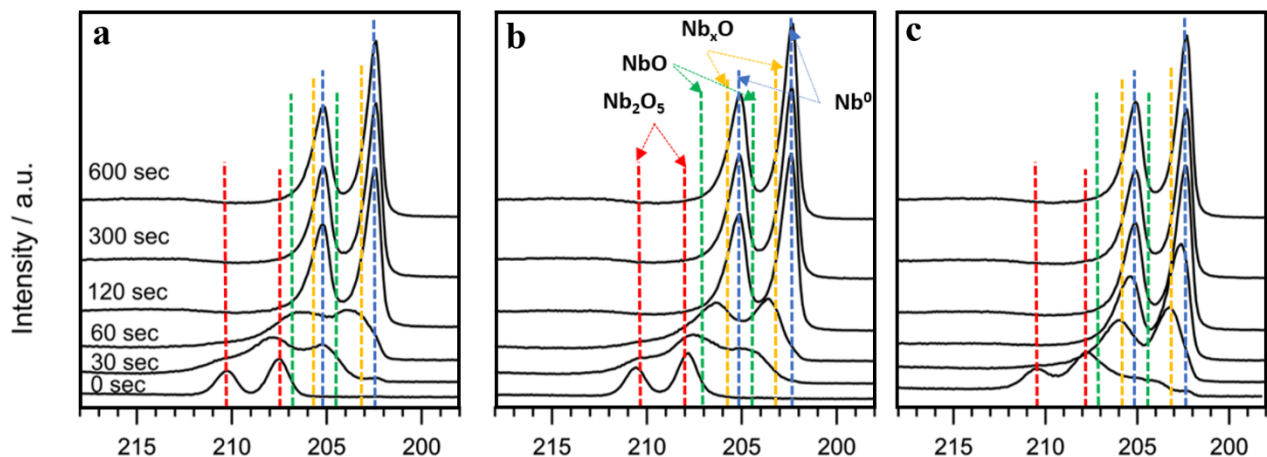 a
b
c
Nb₂O₅
NbO
NbₓO
Nb⁰
600 sec
300 sec
120 sec
60 sec
30 sec
0 sec
Intensity / a.u.
215 210 205 200
215 210 205 200
215 210 205 200